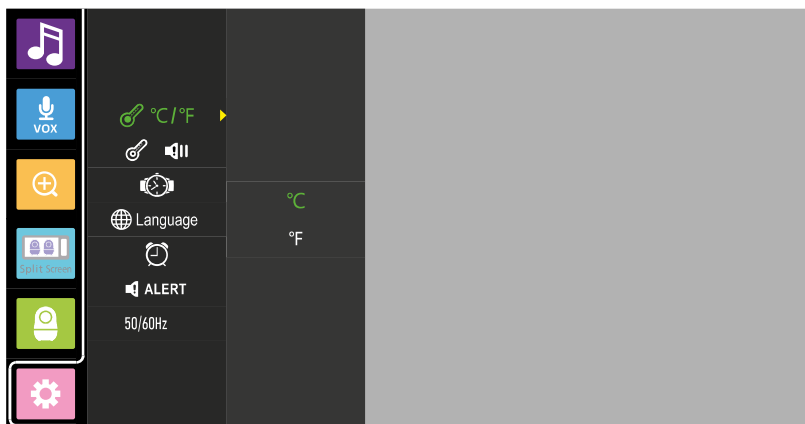 VOX
Split Screen
°C/°F
Language
ALERT
50/60Hz
°C
°F